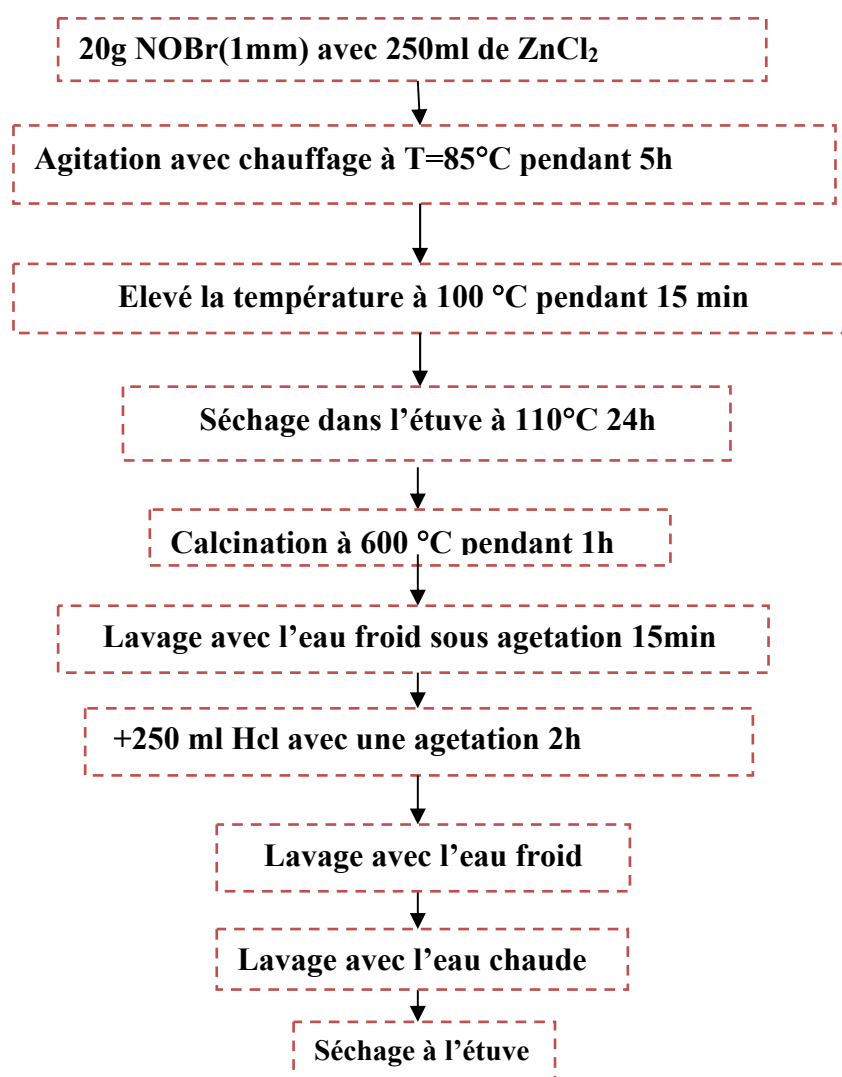 20g NOBr(1mm) avec 250ml de ZnCl₂
Agitation avec chauffage à T=85°C pendant 5h
Elevé la température à 100 °C pendant 15 min
Séchage dans l’étuve à 110°C 24h
Calcination à 600 °C pendant 1h
Lavage avec l’eau froid sous agetation 15min
+250 ml Hcl avec une agetation 2h
Lavage avec l’eau froid
Lavage avec l’eau chaude
Séchage à l’étuve